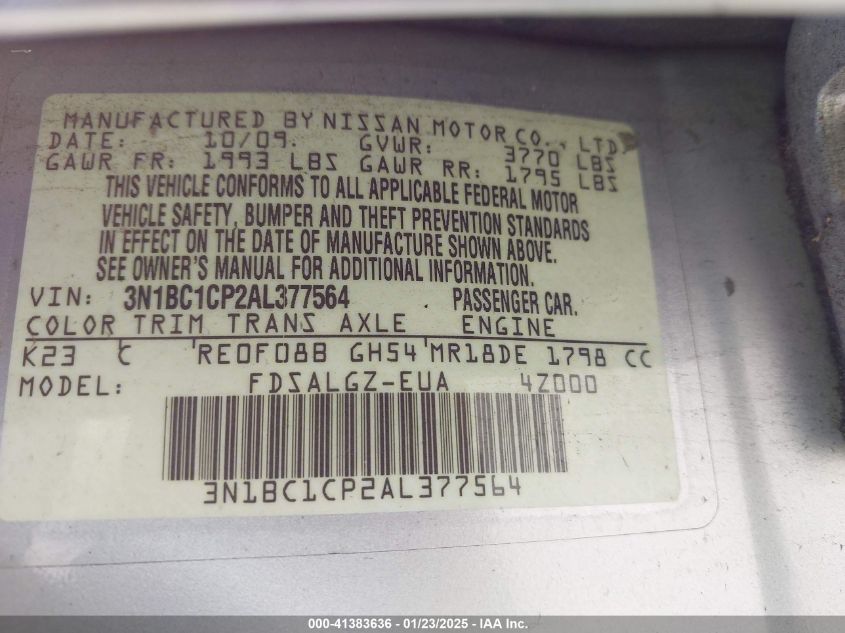 MANUFACTURED BY NISSAN MOTOR CO., LTD
DATE: 10/09. GVWR: 3770 LBS
GAWR FR: 1993 LBS GAWR RR: 1795 LBS
THIS VEHICLE CONFORMS TO ALL APPLICABLE FEDERAL MOTOR
VEHICLE SAFETY, BUMPER AND THEFT PREVENTION STANDARDS
IN EFFECT ON THE DATE OF MANUFACTURE SHOWN ABOVE.
SEE OWNER'S MANUAL FOR ADDITIONAL INFORMATION.
VIN: 3N1BC1CP2AL377564 PASSENGER CAR.
COLOR TRIM TRANS AXLE ENGINE
K23 C RE0F08B GH54 MR18DE 1798 CC
MODEL: FDSALGZ-EUA 4Z000
3N1BC1CP2AL377564
000-41383636 - 01/23/2025 - IAA Inc.